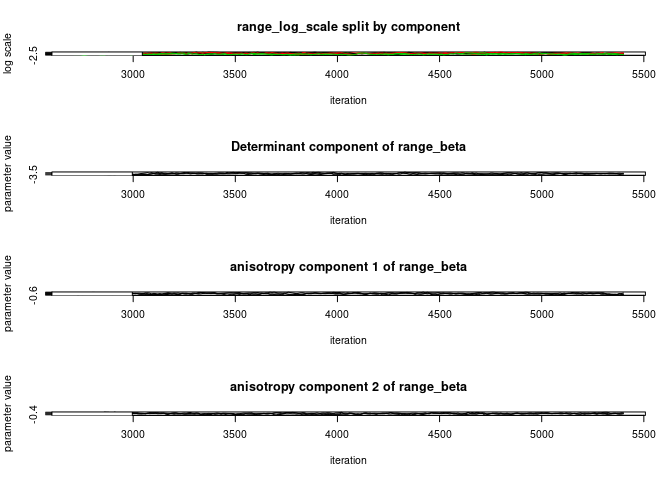 range_log_scale split by component
log scale
-2.5
3000 3500 4000 4500 5000 5500
iteration
Determinant component of range_beta
parameter value
-3.5
3000 3500 4000 4500 5000 5500
iteration
anisotropy component 1 of range_beta
parameter value
-0.6
3000 3500 4000 4500 5000 5500
iteration
anisotropy component 2 of range_beta
parameter value
-0.4
3000 3500 4000 4500 5000 5500
iteration